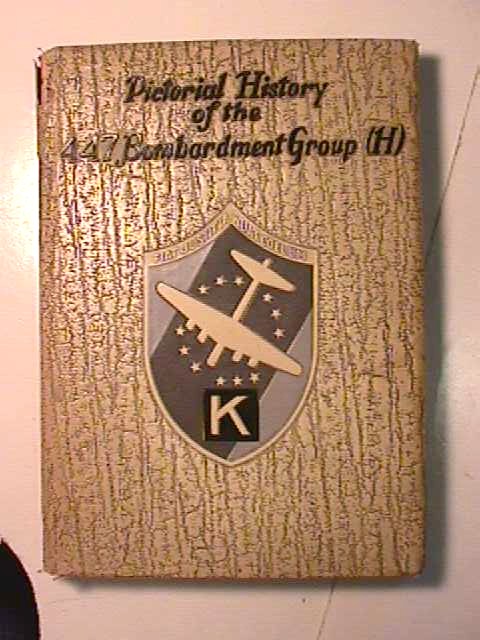 Pictorial History
of the
447 Bombardment Group (H)
K